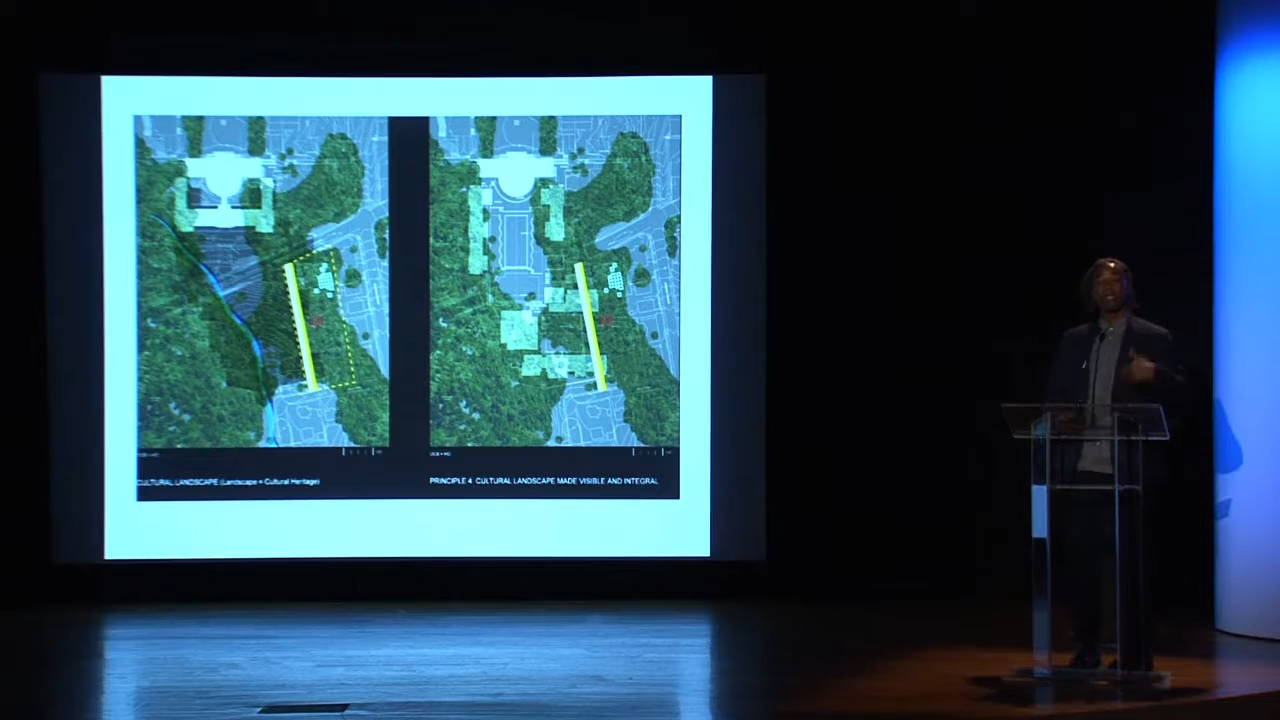 CULTURAL LANDSCAPE (Landscape = Cultural Heritage)
PRINCIPLE 4: CULTURAL LANDSCAPE MADE VISIBLE AND INTEGRAL